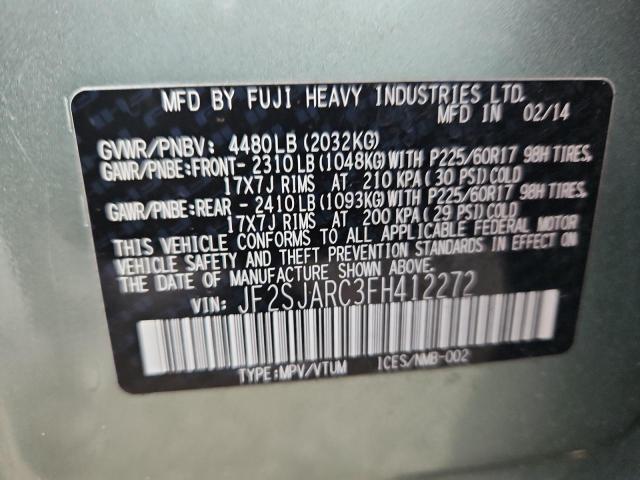 MFD BY FUJI HEAVY INDUSTRIES LTD.
MFD IN 02/14
GVWR/PNBV: 4480LB (2032KG)
GAWR/PNBE:FRONT- 2310LB (1048KG) WITH P225/60R17 98H TIRES,
17X7J RIMS AT 210 KPA (30 PSI) COLD
GAWR/PNBE:REAR - 2410LB (1093KG) WITH P225/60R17 98H TIRES,
17X7J RIMS AT 200 KPA (29 PSI) COLD
THIS VEHICLE CONFORMS TO ALL APPLICABLE FEDERAL MOTOR
VEHICLE SAFETY AND THEFT PREVENTION STANDARDS IN EFFECT ON
THE DATE OF MANUFACTURE SHOWN ABOVE.
VIN: JF2SJARC3FH412272
TYPE:MPV/VTUM ICES/NMB-002